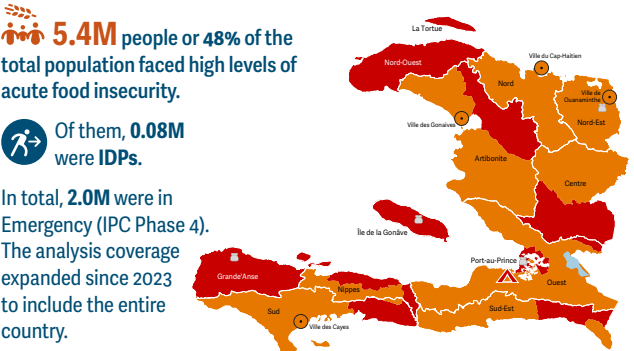 5.4M people or 48% of the
total population faced high levels of
acute food insecurity.
Of them, 0.08M
were IDPs.
In total, 2.0M were in
Emergency (IPC Phase 4).
The analysis coverage
expanded since 2023
to include the entire
country.
La Tortue
Nord-Ouest
Ville du Cap-Haïtien
Nord
Ville de
Ouanaminthe
Nord-Est
Ville des Gonaïves
Artibonite
Centre
Île de la Gonâve
Port-au-Prince
Ouest
Grande'Anse
Nippes
Sud
Sud-Est
Ville des Cayes